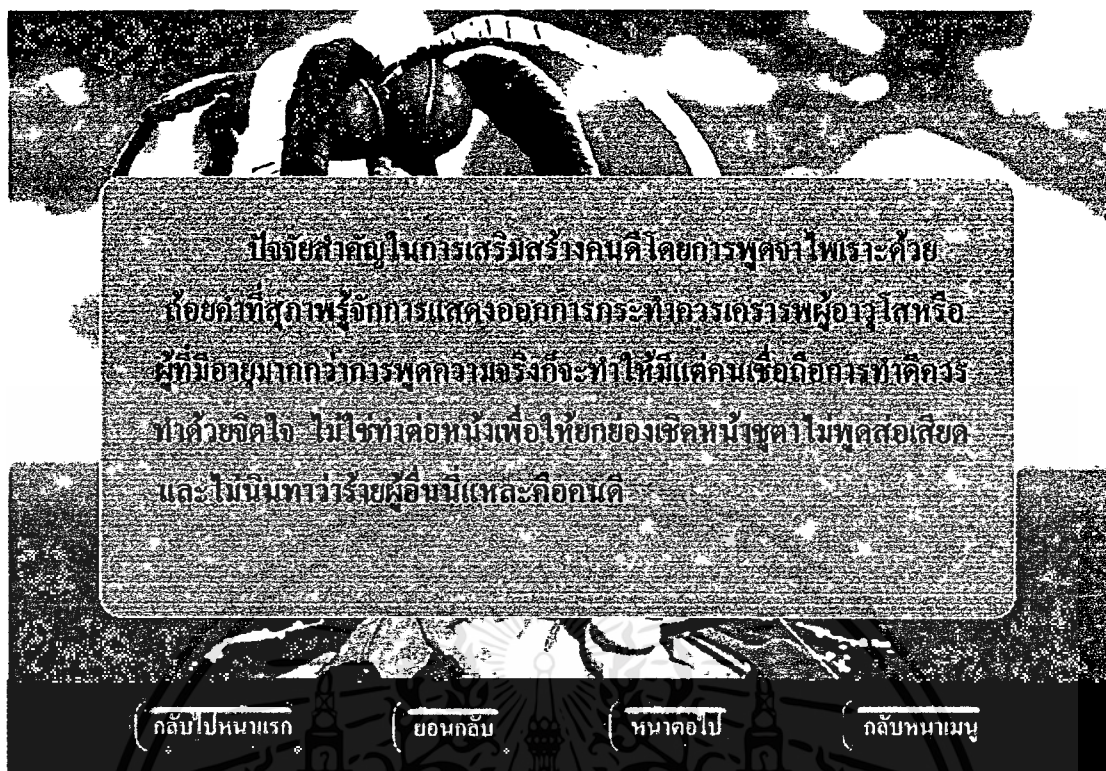 ปัจจัยสำคัญในการเสริมสร้างคนดีโดยการพูดจาไพเราะด้วย
ถ้อยคำที่สุภาพรู้จักการแสดงออกการกระทำควรเคารพผู้อาวุโสหรือ
ผู้ที่มีอายุมากกว่าการพูดความจริงก็จะทำให้มีแต่คนเชื่อถือการทำดีควร
ทำด้วยจิตใจ ไม่ใช่ทำต่อหน้าเพื่อให้ยกย่องเชิดหน้าชูตาไม่พูดส่อเสียด
และไม่นินทาว่าร้ายผู้อื่นนี่แหละคือคนดี
กลับไปหน้าแรก
ย้อนกลับ
หน้าต่อไป
กลับหน้าเมนู